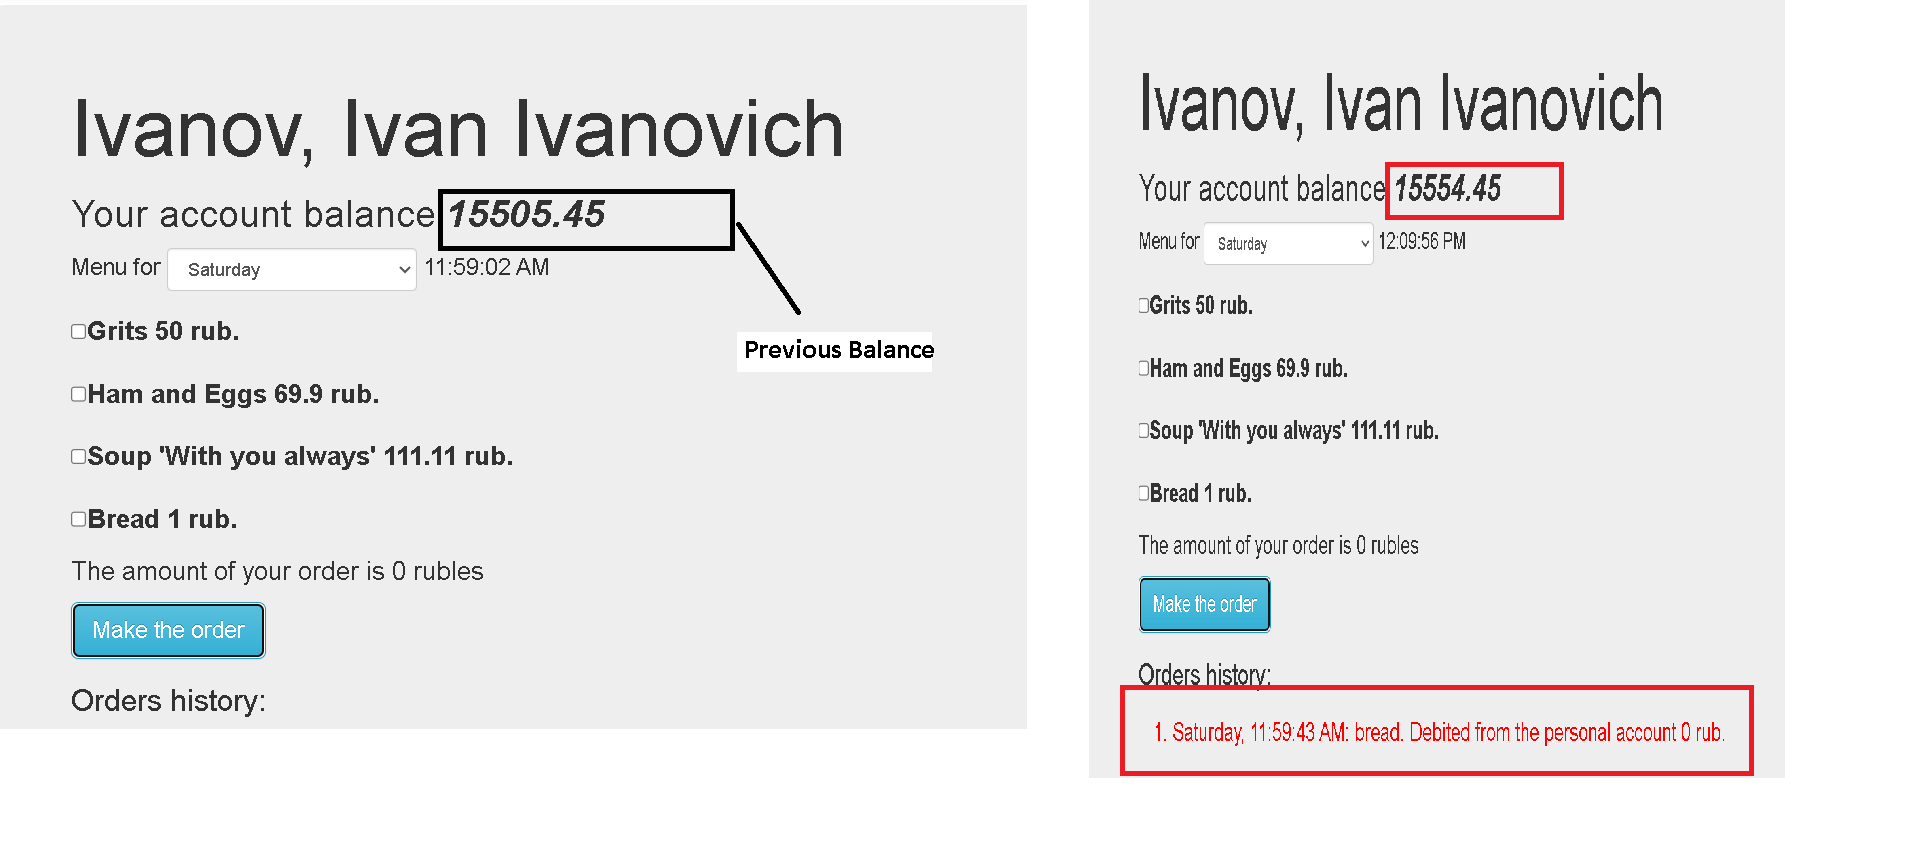 Ivanov, Ivan Ivanovich
Your account balance 15505.45
Menu for Saturday 11:59:02 AM
Grits 50 rub.
Previous Balance
Ham and Eggs 69.9 rub.
Soup 'With you always' 111.11 rub.
Bread 1 rub.
The amount of your order is 0 rubles
Make the order
Orders history:
Ivanov, Ivan Ivanovich
Your account balance 15554.45
Menu for Saturday 12:09:56 PM
Grits 50 rub.
Ham and Eggs 69.9 rub.
Soup 'With you always' 111.11 rub.
Bread 1 rub.
The amount of your order is 0 rubles
Make the order
Orders history:
1. Saturday, 11:59:43 AM: bread. Debited from the personal account 0 rub.